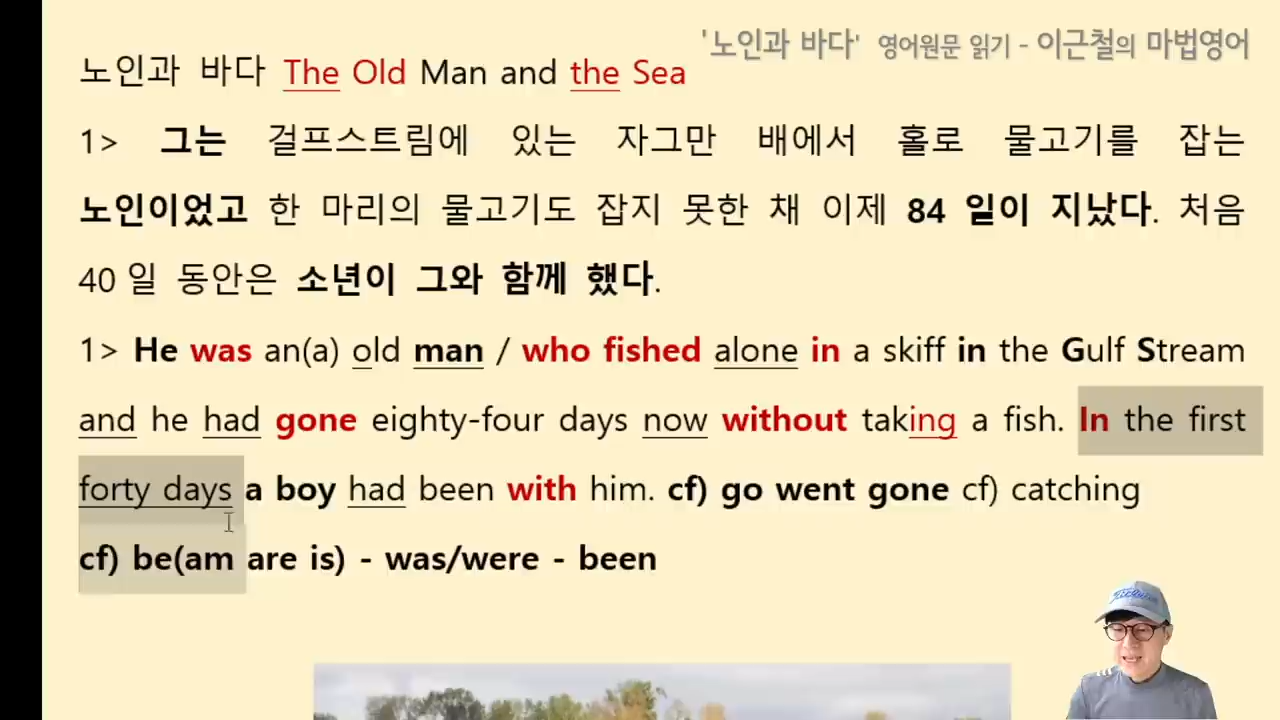 '노인과 바다' 영어원문 읽기 - 이근철의 마법영어
노인과 바다 The Old Man and the Sea
1> 그는 걸프스트림에 있는 자그만 배에서 홀로 물고기를 잡는
노인이었고 한 마리의 물고기도 잡지 못한 채 이제 84 일이 지났다. 처음
40일 동안은 소년이 그와 함께 했다.
1> He was an(a) old man / who fished alone in a skiff in the Gulf Stream
and he had gone eighty-four days now without taking a fish. In the first
forty days a boy had been with him. cf) go went gone cf) catching
cf) be(am are is) - was/were - been